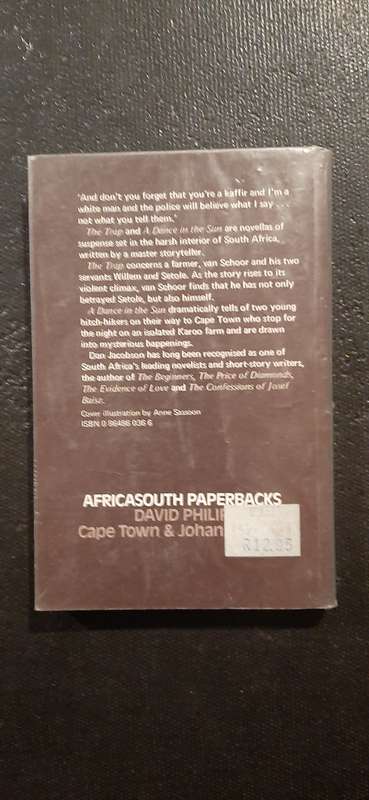 'And don't you forget that you're a kaffir and I'm a
white man and the police will believe what I say . . .
not what you tell them.'
The Trap and A Dance in the Sun are novellas of
suspense set in the harsh interior of South Africa,
written by a master storyteller.
The Trap concerns a farmer, van Schoor and his two
servants Willem and Setole. As the story rises to its
violent climax, van Schoor finds that he has not only
betrayed Setole, but also himself.
A Dance in the Sun dramatically tells of two young
hitch-hikers on their way to Cape Town who stop for
the night on an isolated Karoo farm and are drawn
into mysterious happenings.
Dan Jacobson has long been recognised as one of
South Africa's leading novelists and short-story writers,
the author of The Beginners, The Price of Diamonds,
The Evidence of Love and The Confessions of Josef
Baisz.
Cover illustration by Anne Sassoon
ISBN 0 86486 036 6
AFRICASOUTH PAPERBACKS
DAVID PHILIP
Cape Town & Johan
R12.95